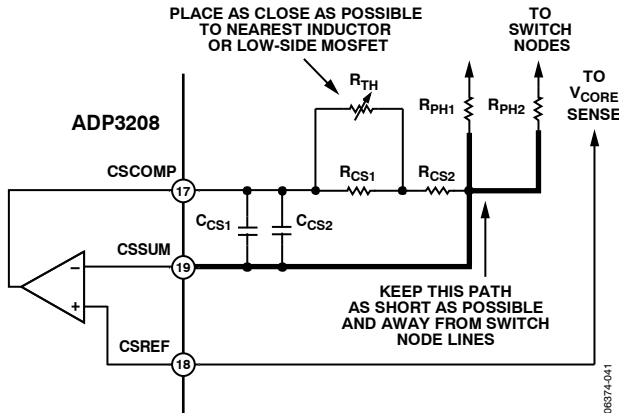 PLACE AS CLOSE AS POSSIBLE
TO NEAREST INDUCTOR
OR LOW-SIDE MOSFET
TO
SWITCH
NODES
TO
VCORE
SENSE
RTH
RPH1
RPH2
ADP3208
CSCOMP
17
RCS1
RCS2
CCS1
CCS2
CSSUM
19
–
+
KEEP THIS PATH
AS SHORT AS POSSIBLE
AND AWAY FROM SWITCH
NODE LINES
CSREF
18
06374-041